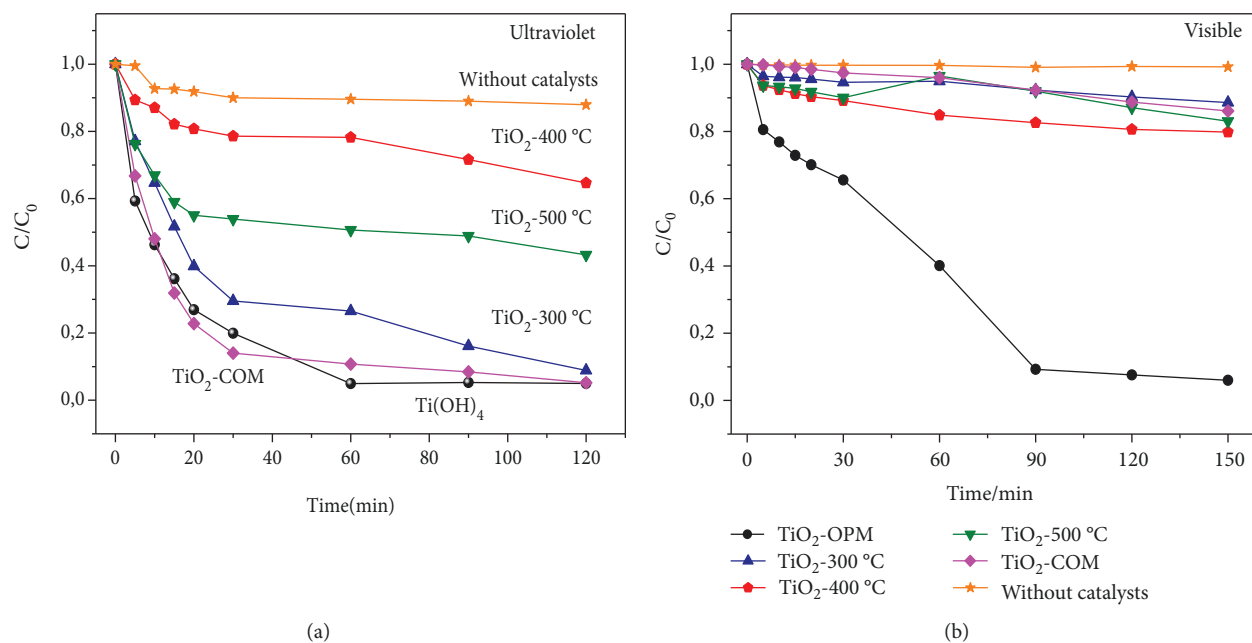 Ultraviolet
Without catalysts
TiO₂-400 °C
TiO₂-500 °C
TiO₂-300 °C
TiO₂-COM
Ti(OH)₄
1,0
0,8
0,6
0,4
0,2
0,0
C/C₀
0 20 40 60 80 100 120
Time(min)
(a)
Visible
1,0
0,8
0,6
0,4
0,2
0,0
C/C₀
0 30 60 90 120 150
Time/min
TiO₂-OPM
TiO₂-300 °C
TiO₂-400 °C
TiO₂-500 °C
TiO₂-COM
Without catalysts
(b)